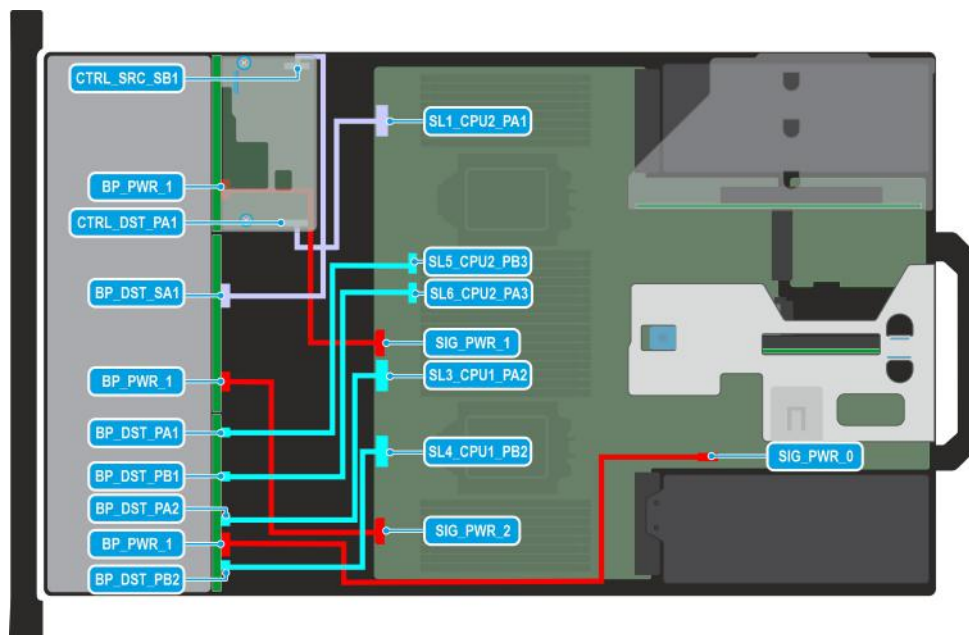 CTRL_SRC_SB1
BP_PWR_1
CTRL_DST_PA1
BP_DST_SA1
BP_PWR_1
BP_DST_PA1
BP_DST_PB1
BP_DST_PA2
BP_PWR_1
BP_DST_PB2
SL1_CPU2_PA1
SL5_CPU2_PB3
SL6_CPU2_PA3
SIG_PWR_1
SL3_CPU1_PA2
SL4_CPU1_PB2
SIG_PWR_0
SIG_PWR_2